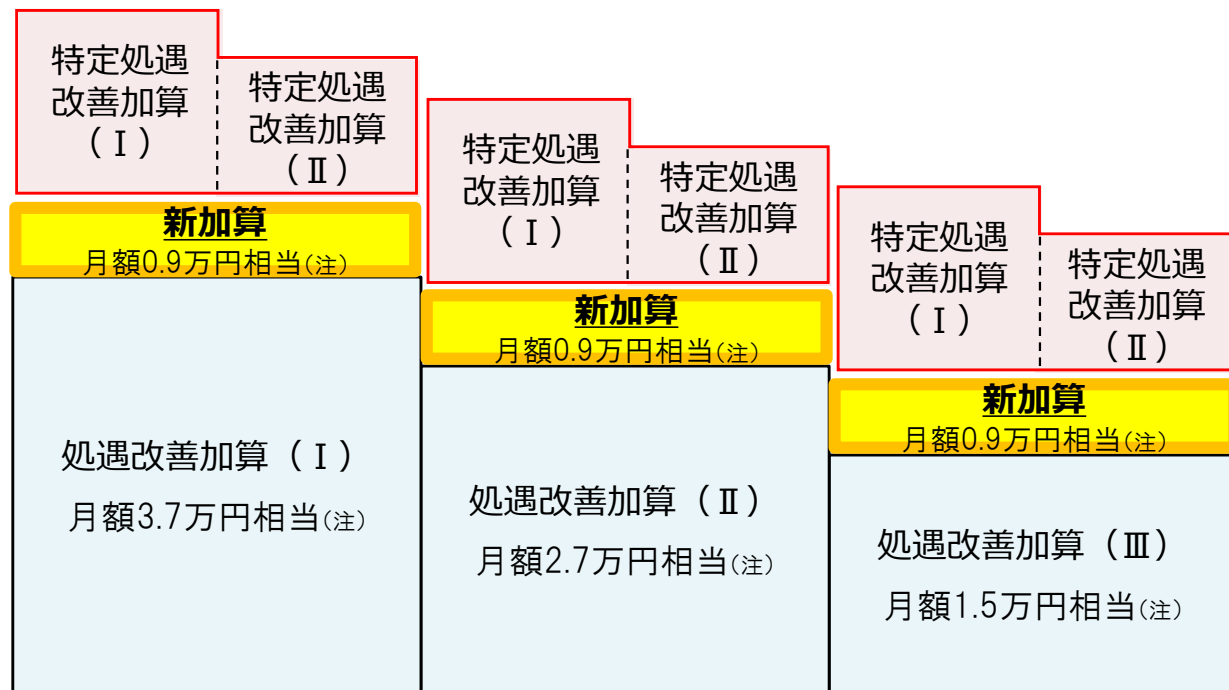 特定処遇
改善加算
（Ⅰ）
特定処遇
改善加算
（Ⅱ）
新加算
月額0.9万円相当(注)
処遇改善加算（Ⅰ）
月額3.7万円相当(注)
特定処遇
改善加算
（Ⅰ）
特定処遇
改善加算
（Ⅱ）
新加算
月額0.9万円相当(注)
処遇改善加算（Ⅱ）
月額2.7万円相当(注)
特定処遇
改善加算
（Ⅰ）
特定処遇
改善加算
（Ⅱ）
新加算
月額0.9万円相当(注)
処遇改善加算（Ⅲ）
月額1.5万円相当(注)